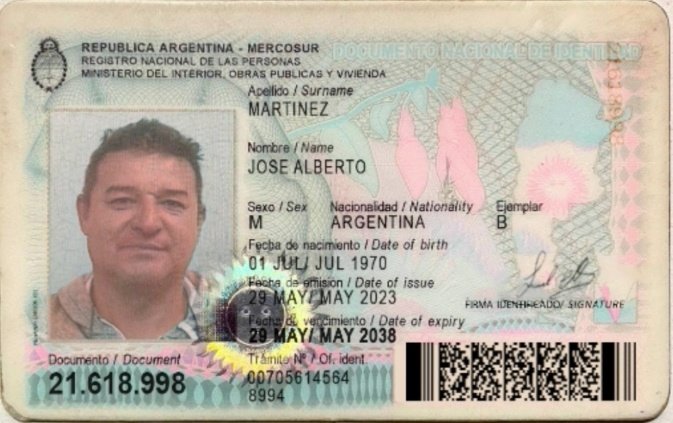 REPUBLICA ARGENTINA - MERCOSUR
REGISTRO NACIONAL DE LAS PERSONAS
MINISTERIO DEL INTERIOR, OBRAS PUBLICAS Y VIVIENDA
DOCUMENTO NACIONAL DE IDENTIDAD
Apellido / Surname
MARTINEZ
Nombre / Name
JOSE ALBERTO
Sexo / Sex Nacionalidad / Nationality Ejemplar
M ARGENTINA B
Fecha de nacimiento / Date of birth
01 JUL/ JUL 1970
Fecha de emisión / Date of issue
29 MAY/ MAY 2023
FIRMA IDENTIFICADO/ SIGNATURE
Fecha de vencimiento / Date of expiry
29 MAY/ MAY 2038
Documento / Document
21.618.998
Trámite Nº / Of. ident.
00705614564
8994